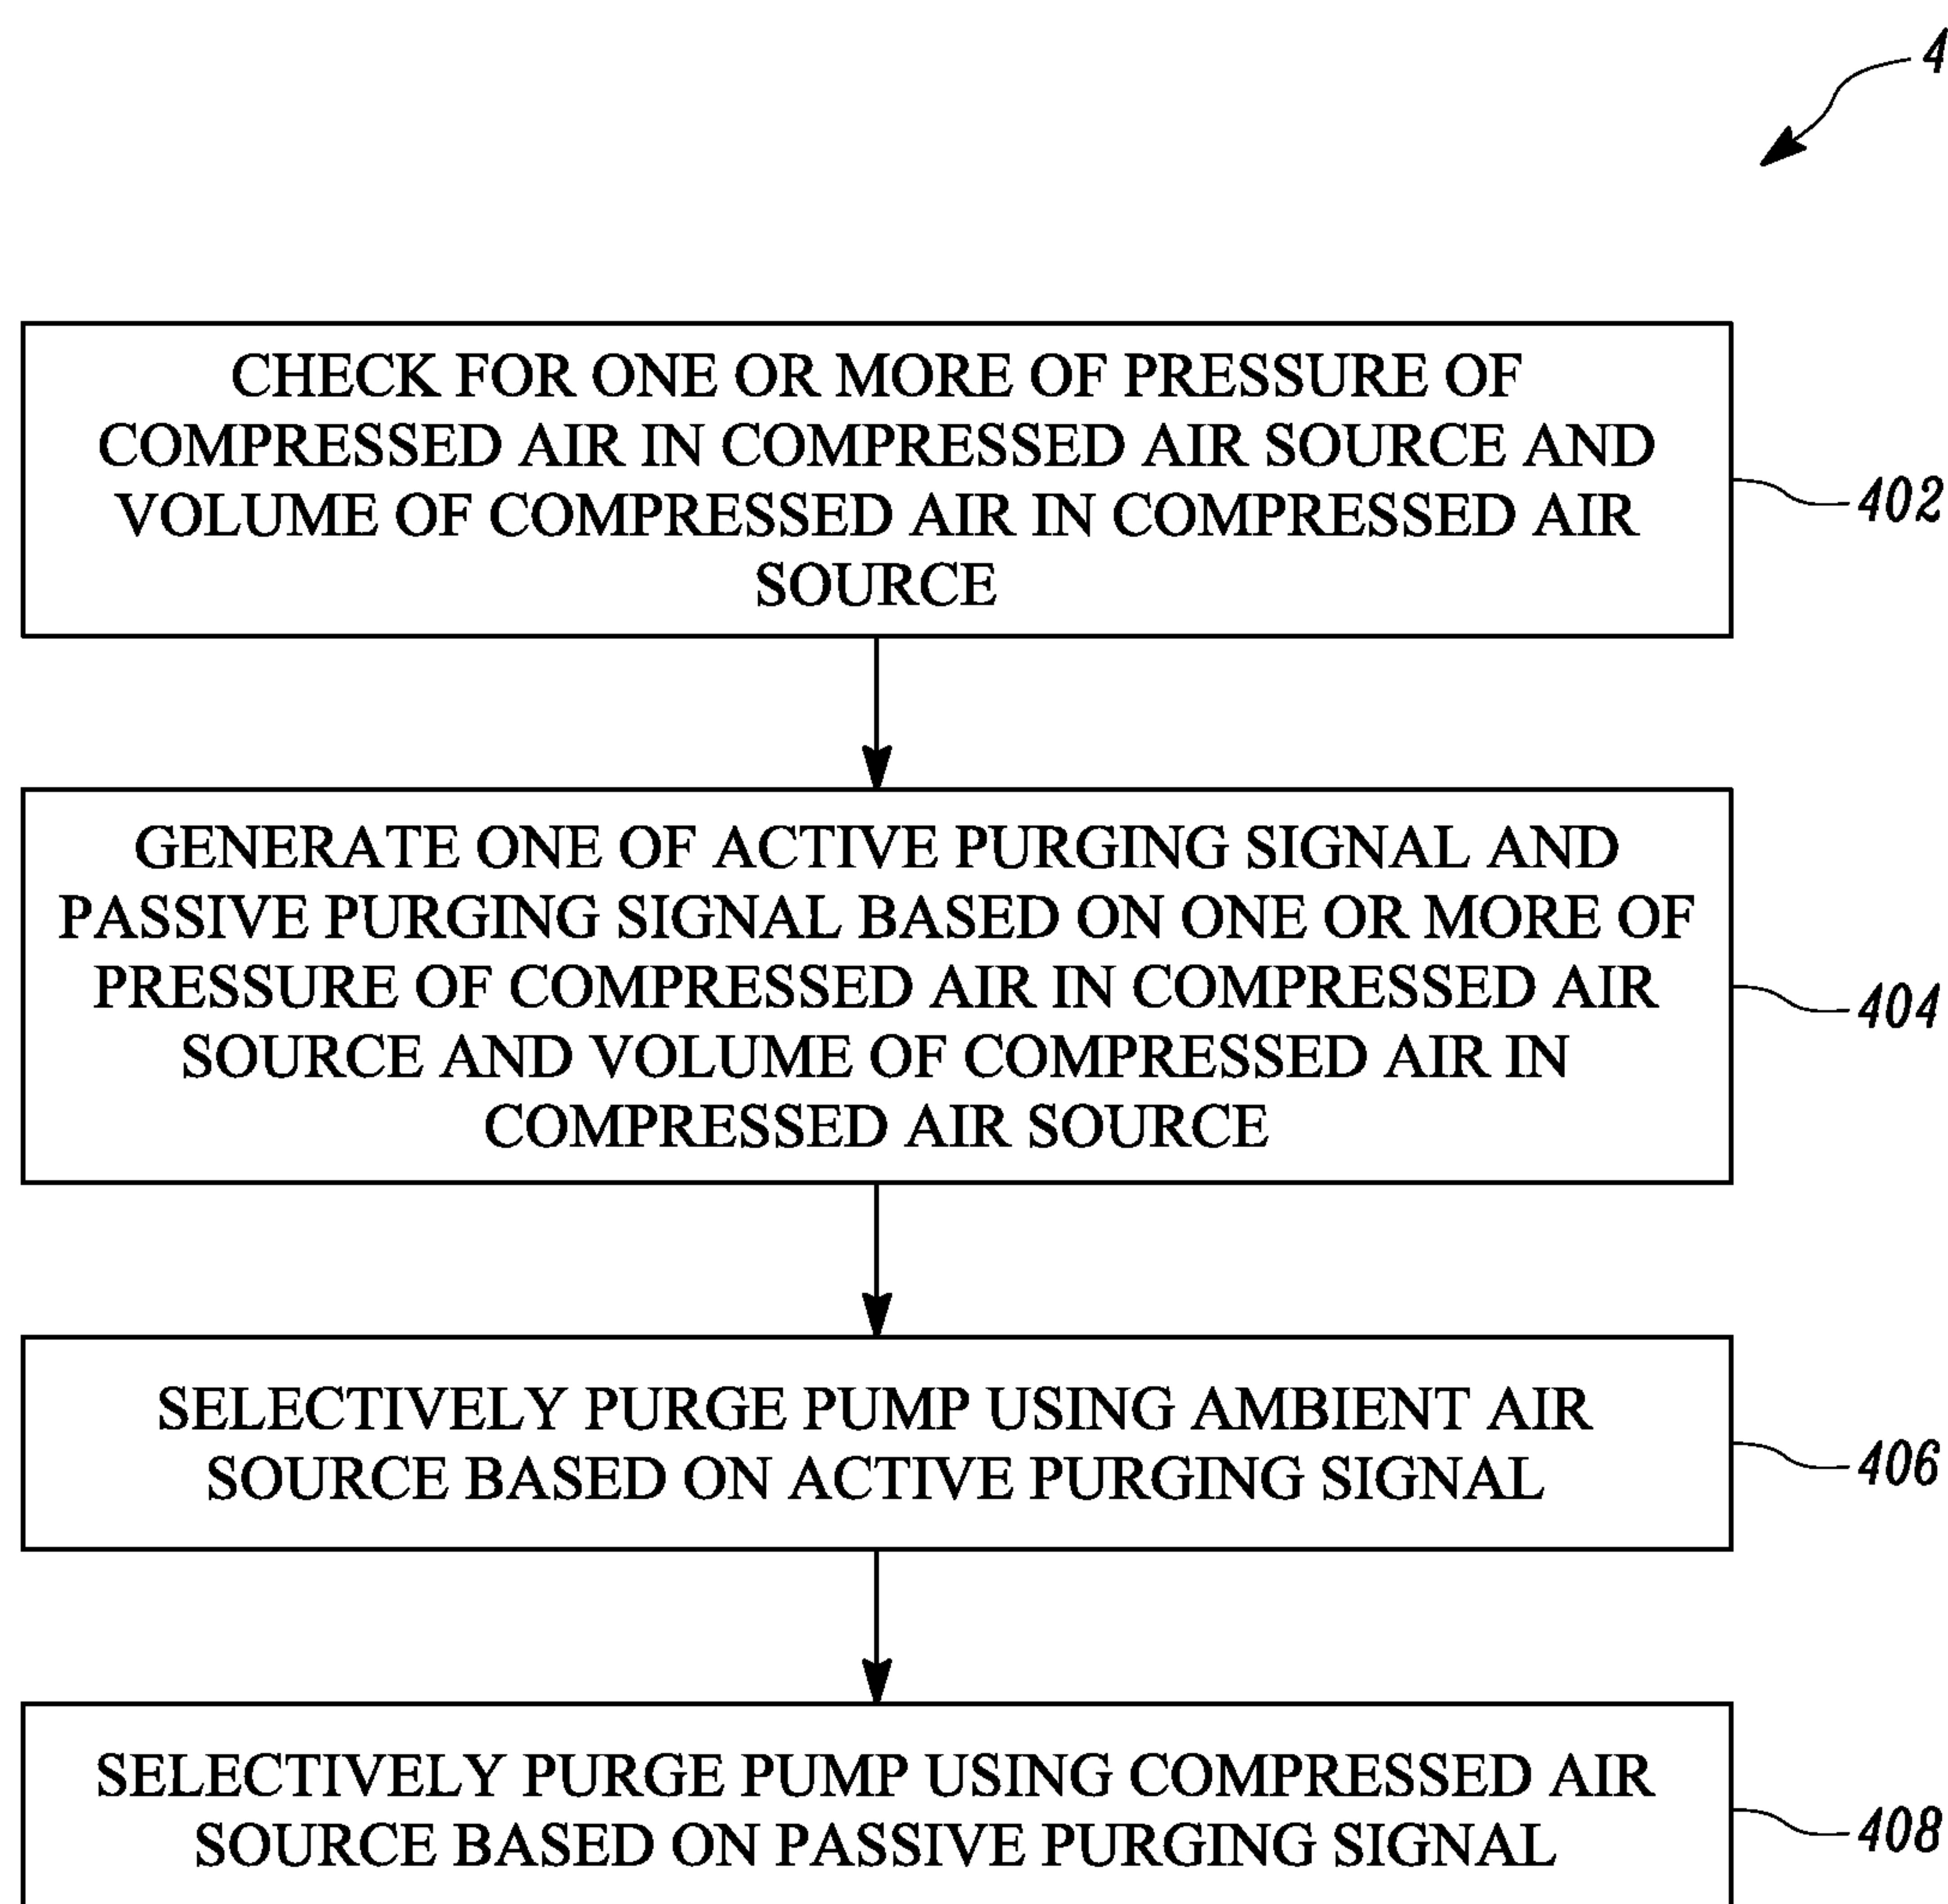 4
CHECK FOR ONE OR MORE OF PRESSURE OF
COMPRESSED AIR IN COMPRESSED AIR SOURCE AND
VOLUME OF COMPRESSED AIR IN COMPRESSED AIR
SOURCE
402
GENERATE ONE OF ACTIVE PURGING SIGNAL AND
PASSIVE PURGING SIGNAL BASED ON ONE OR MORE OF
PRESSURE OF COMPRESSED AIR IN COMPRESSED AIR
SOURCE AND VOLUME OF COMPRESSED AIR IN
COMPRESSED AIR SOURCE
404
SELECTIVELY PURGE PUMP USING AMBIENT AIR
SOURCE BASED ON ACTIVE PURGING SIGNAL
406
SELECTIVELY PURGE PUMP USING COMPRESSED AIR
SOURCE BASED ON PASSIVE PURGING SIGNAL
408